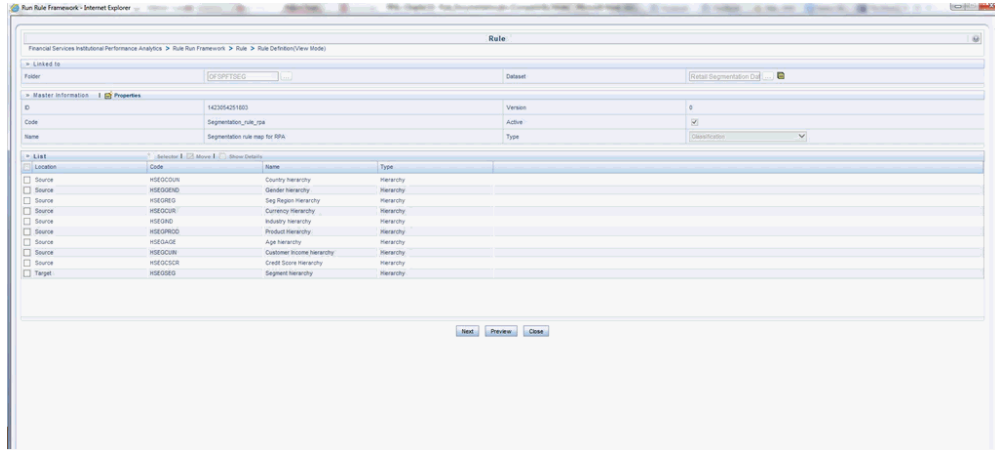 Run Rule Framework - Internet Explorer
Rule
Financial Services Institutional Performance Analytics > Rule Run Framework > Rule > Rule Definition(View Mode)
Linked to
Folder OFSPFTSEG ... Dataset Retail Segmentation Dat ...
Master Information Properties
ID 1423054251803 Version 0
Code Segmentation_rule_rpa Active
Name Segmentation rule map for RPA Type Classification
List Selector Move Show Details
Location Code Name Type
Source HSEGCOUN Country hierarchy Hierarchy
Source HSEGGEND Gender hierarchy Hierarchy
Source HSEGREG Seg Region Hierarchy Hierarchy
Source HSEGCUR Currency Hierarchy Hierarchy
Source HSEGIND Industry hierarchy Hierarchy
Source HSEGPROD Product Hierarchy Hierarchy
Source HSEGAGE Age hierarchy Hierarchy
Source HSEGCUIN Customer Income hierarchy Hierarchy
Source HSEGCSCR Credit Score Hierarchy Hierarchy
Target HSEGSEG Segment hierarchy Hierarchy
Next Preview Close